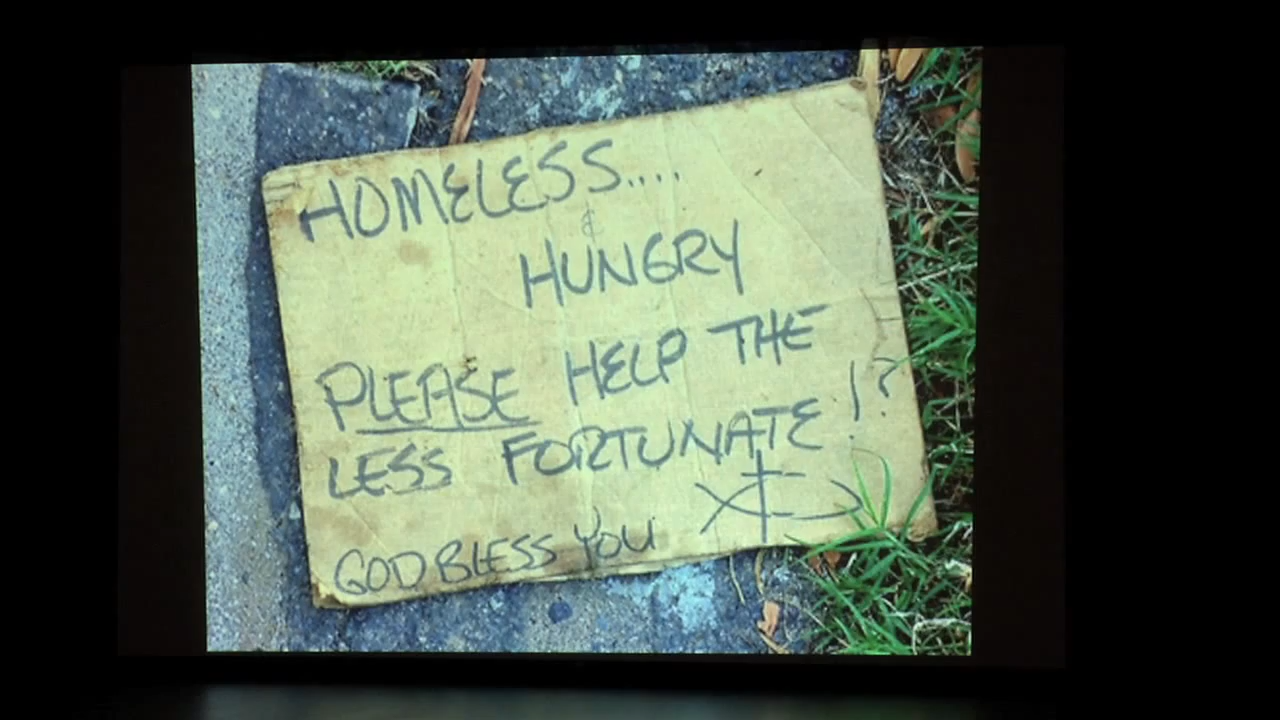 HOMELESS....
&
HUNGRY
PLEASE HELP THE
LESS FORTUNATE!?
GOD BLESS YOU